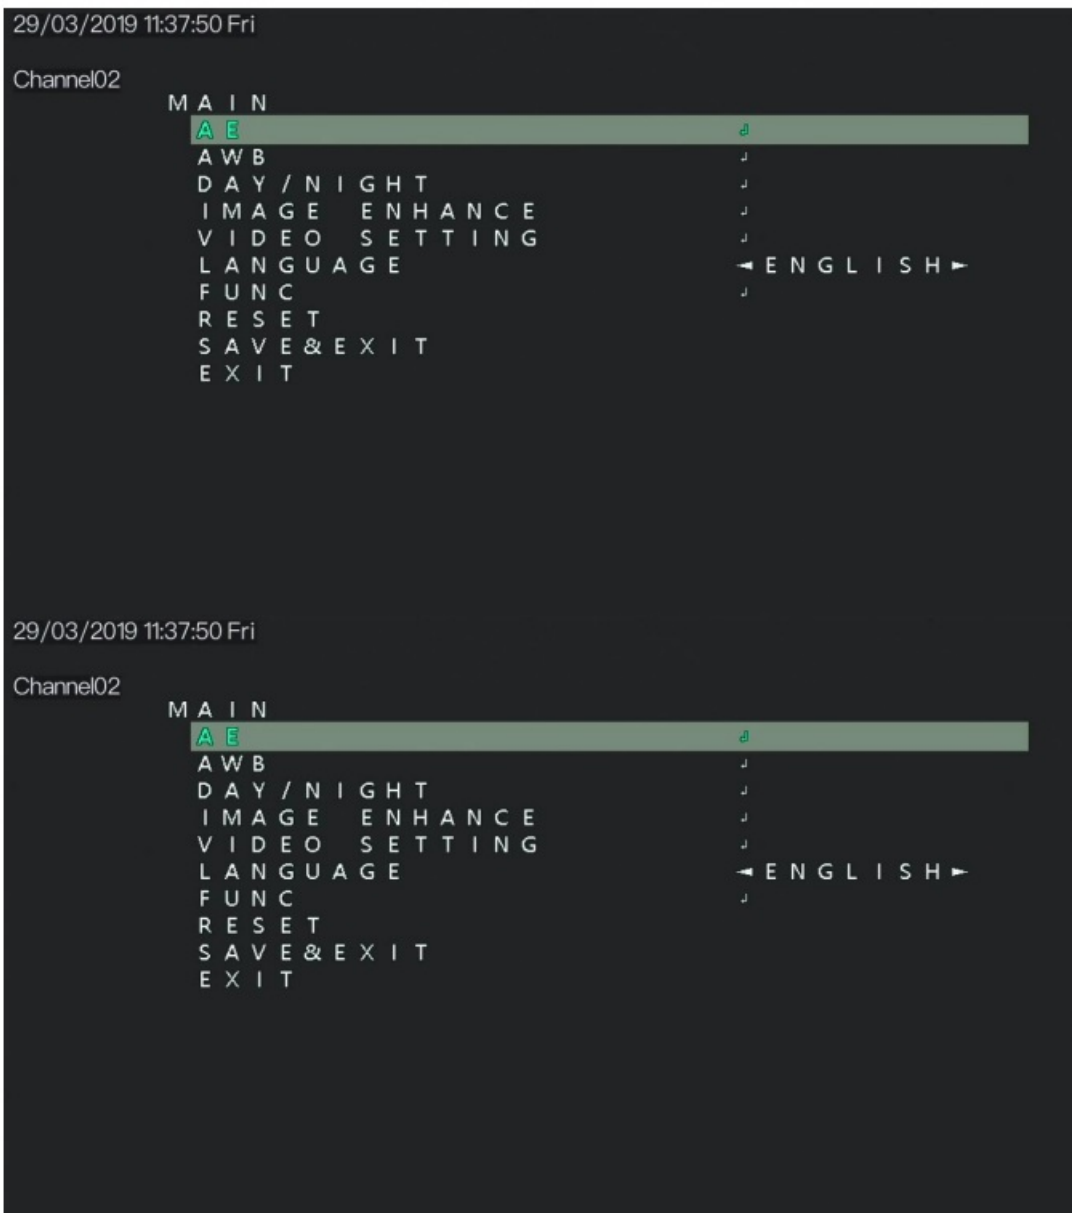 29/03/2019 11:37:50 Fri
Channel02
MAIN
AE ↲
AWB ↲
DAY/NIGHT ↲
IMAGE ENHANCE ↲
VIDEO SETTING ↲
LANGUAGE ◄ENGLISH►
FUNC ↲
RESET
SAVE&EXIT
EXIT
29/03/2019 11:37:50 Fri
Channel02
MAIN
AE ↲
AWB ↲
DAY/NIGHT ↲
IMAGE ENHANCE ↲
VIDEO SETTING ↲
LANGUAGE ◄ENGLISH►
FUNC ↲
RESET
SAVE&EXIT
EXIT